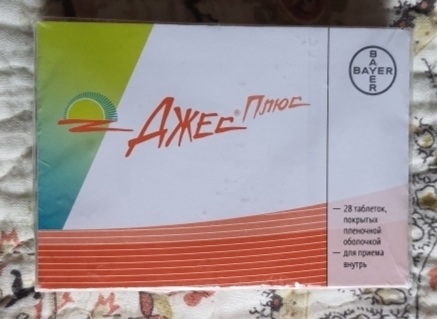 Джес® Плюс
BAYER
BAYER
— 28 таблеток,
покрытых
пленочной
оболочкой
— для приема
внутрь